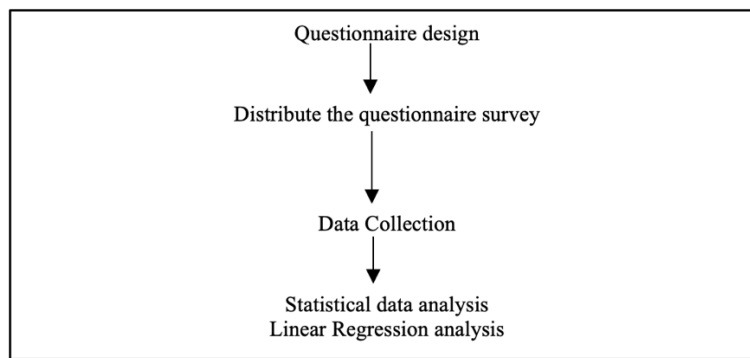 Questionnaire design
Distribute the questionnaire survey
Data Collection
Statistical data analysis
Linear Regression analysis